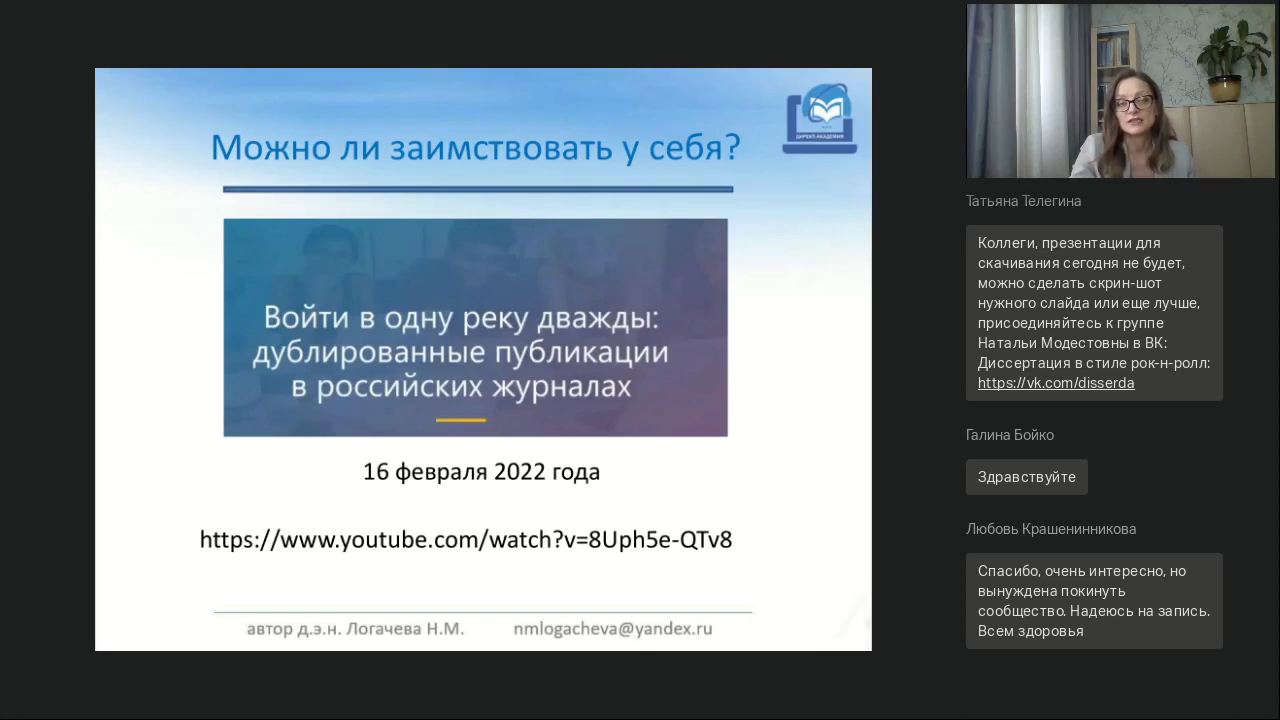 Можно ли заимствовать у себя?
ДИРЕКТ-АКАДЕМИЯ
Войти в одну реку дважды:
дублированные публикации
в российских журналах
16 февраля 2022 года
https://www.youtube.com/watch?v=8Uph5e-QTv8
автор д.э.н. Логачева Н.М. nmlogacheva@yandex.ru
Татьяна Телегина
Коллеги, презентации для
скачивания сегодня не будет,
можно сделать скрин-шот
нужного слайда или еще лучше,
присоединяйтесь к группе
Натальи Модестовны в ВК:
Диссертация в стиле рок-н-ролл:
https://vk.com/disserda
Галина Бойко
Здравствуйте
Любовь Крашенинникова
Спасибо, очень интересно, но
вынуждена покинуть
сообщество. Надеюсь на запись.
Всем здоровья